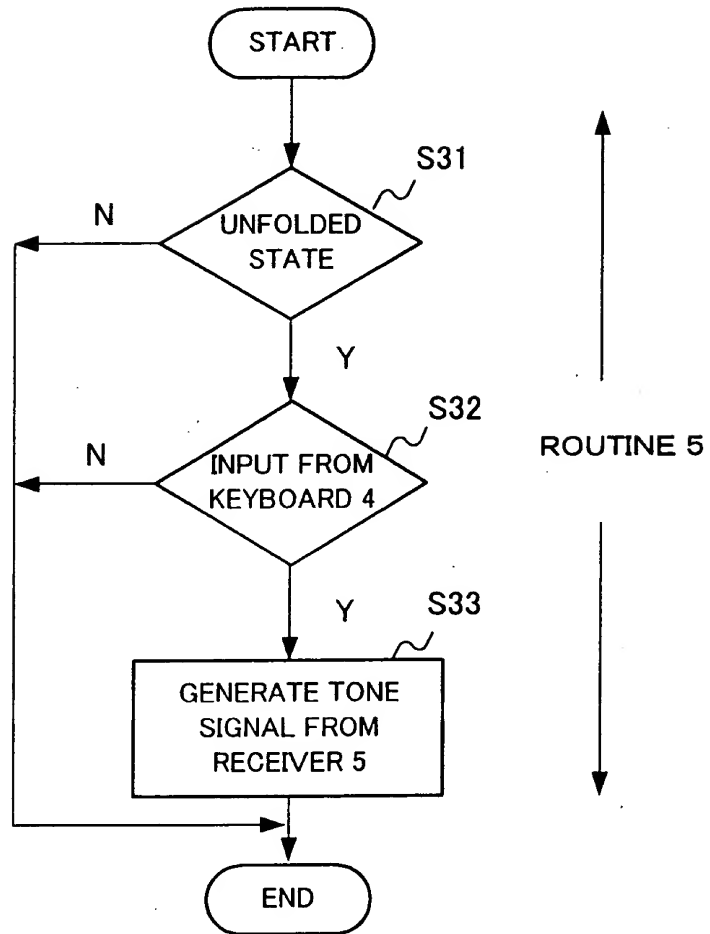 START
S31
N
UNFOLDED
STATE
Y
S32
N
INPUT FROM
KEYBOARD 4
ROUTINE 5
Y
S33
GENERATE TONE
SIGNAL FROM
RECEIVER 5
END